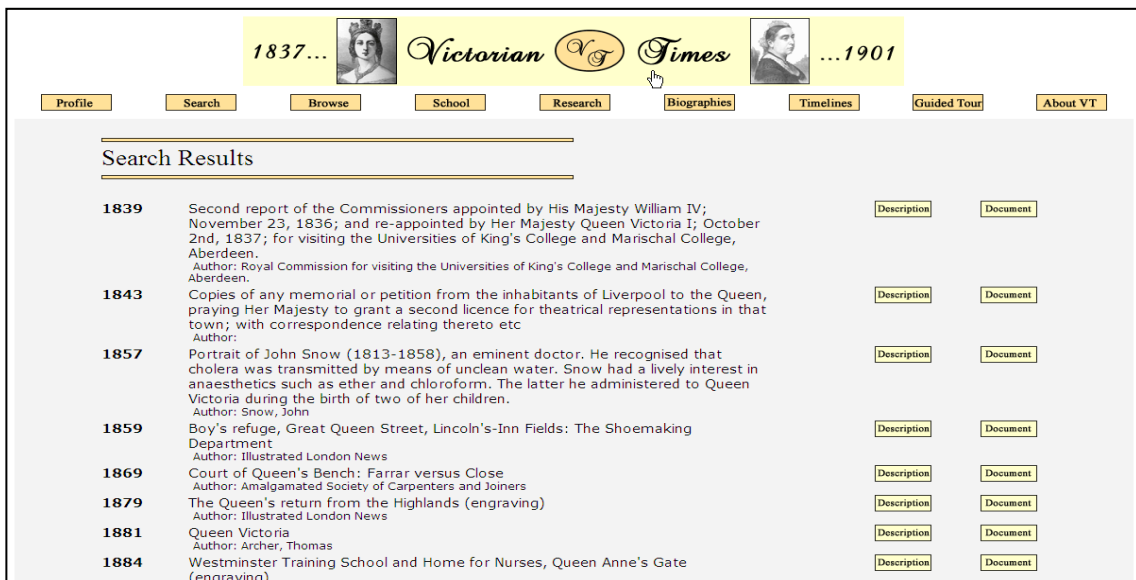 1837... Victorian VT Times ...1901
Profile Search Browse School Research Biographies Timelines Guided Tour About VT
Search Results
1839 Second report of the Commissioners appointed by His Majesty William IV; Description Document
November 23, 1836; and re-appointed by Her Majesty Queen Victoria I; October
2nd, 1837; for visiting the Universities of King's College and Marischal College,
Aberdeen.
Author: Royal Commission for visiting the Universities of King's College and Marischal College,
Aberdeen.
1843 Copies of any memorial or petition from the inhabitants of Liverpool to the Queen, Description Document
praying Her Majesty to grant a second licence for theatrical representations in that
town; with correspondence relating thereto etc
Author:
1857 Portrait of John Snow (1813-1858), an eminent doctor. He recognised that Description Document
cholera was transmitted by means of unclean water. Snow had a lively interest in
anaesthetics such as ether and chloroform. The latter he administered to Queen
Victoria during the birth of two of her children.
Author: Snow, John
1859 Boy's refuge, Great Queen Street, Lincoln's-Inn Fields: The Shoemaking Description Document
Department
Author: Illustrated London News
1869 Court of Queen's Bench: Farrar versus Close Description Document
Author: Amalgamated Society of Carpenters and Joiners
1879 The Queen's return from the Highlands (engraving) Description Document
Author: Illustrated London News
1881 Queen Victoria Description Document
Author: Archer, Thomas
1884 Westminster Training School and Home for Nurses, Queen Anne's Gate Description Document
(engraving)